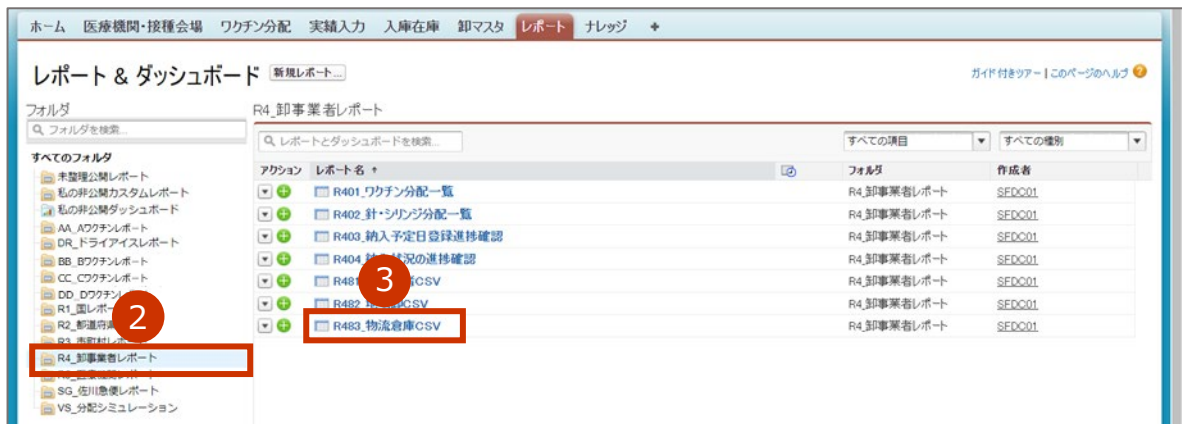 ホーム 医療機関・接種会場 ワクチン分配 実績入力 入庫在庫 卸マスタ レポート ナレッジ +
レポート & ダッシュボード 新規レポート... ガイド付きツアー | このページのヘルプ
フォルダ
フォルダを検索...
すべてのフォルダ
未整理公開レポート
私の非公開カスタムレポート
私の非公開ダッシュボード
AA_Aワクチンレポート
DR_ドライアイスレポート
BB_Bワクチンレポート
CC_Cワクチンレポート
DD_Dワクチン
R1_国レポー
R2_都道府
2
R3_市町村レポート
R4_卸事業者レポート
SG_佐川急便レポート
VS_分配シミュレーション
R4_卸事業者レポート
レポートとダッシュボードを検索... すべての項目 すべての種別
アクション レポート名 ↑ フォルダ 作成者
R401_ワクチン分配一覧 R4_卸事業者レポート SFDC01
R402_針・シリンジ分配一覧 R4_卸事業者レポート SFDC01
R403_納入予定日登録進捗確認 R4_卸事業者レポート SFDC01
R404 状況の進捗確認 R4_卸事業者レポート SFDC01
R481 CSV R4_卸事業者レポート SFDC01
3
R482 CSV R4_卸事業者レポート SFDC01
R483_物流倉庫CSV R4_卸事業者レポート SFDC01